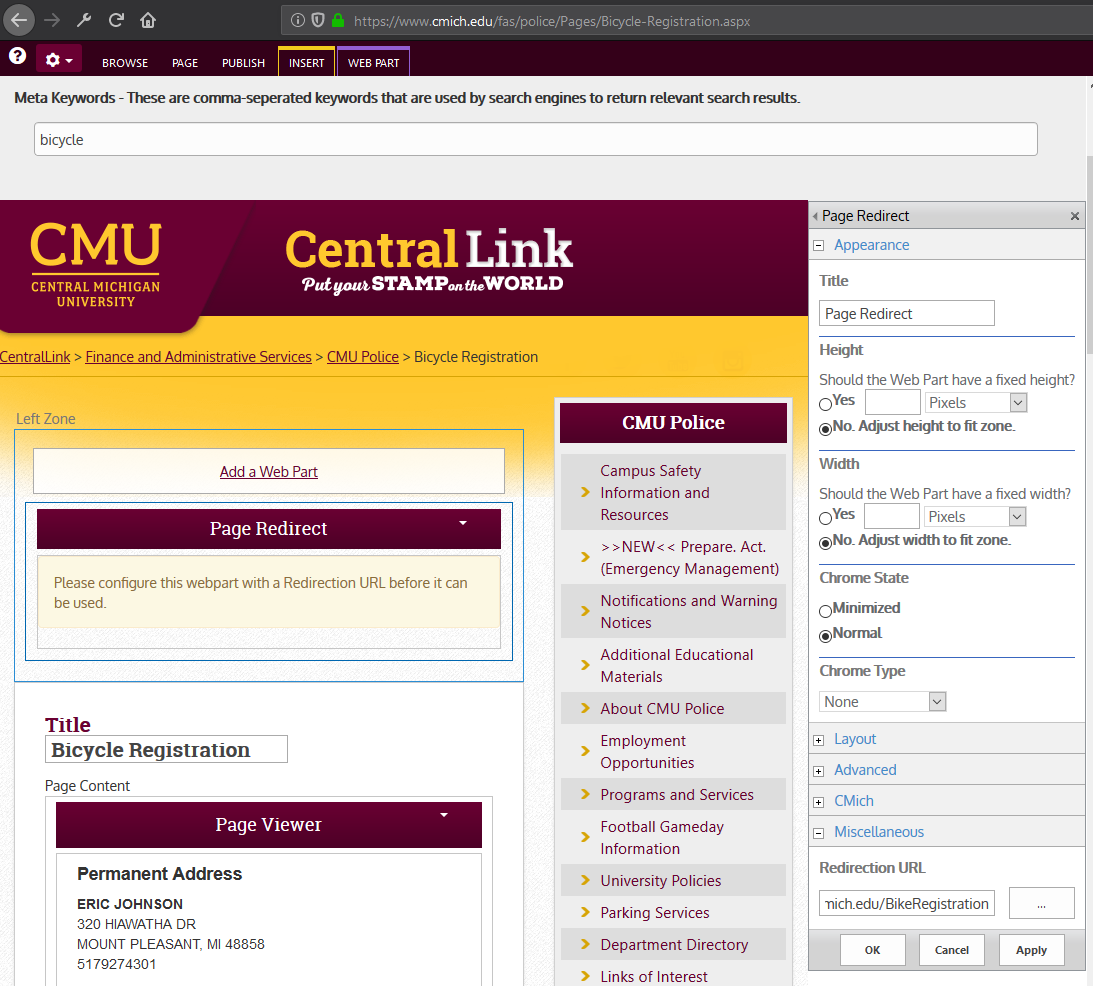 https://www.cmich.edu/fas/police/Pages/Bicycle-Registration.aspx
BROWSE PAGE PUBLISH INSERT WEB PART
Meta Keywords - These are comma-seperated keywords that are used by search engines to return relevant search results.
bicycle
CMU
CENTRAL MICHIGAN
UNIVERSITY
Central Link
Put your STAMP on the WORLD
CentralLink > Finance and Administrative Services > CMU Police > Bicycle Registration
Left Zone
Add a Web Part
Page Redirect
Please configure this webpart with a Redirection URL before it can
be used.
Title
Bicycle Registration
Page Content
Page Viewer
Permanent Address
ERIC JOHNSON
320 HIAWATHA DR
MOUNT PLEASANT, MI 48858
5179274301
CMU Police
Campus Safety
Information and
Resources
>>NEW<< Prepare. Act.
(Emergency Management)
Notifications and Warning
Notices
Additional Educational
Materials
About CMU Police
Employment
Opportunities
Programs and Services
Football Gameday
Information
University Policies
Parking Services
Department Directory
Links of Interest
Page Redirect
Appearance
Title
Page Redirect
Height
Should the Web Part have a fixed height?
Yes Pixels
No. Adjust height to fit zone.
Width
Should the Web Part have a fixed width?
Yes Pixels
No. Adjust width to fit zone.
Chrome State
Minimized
Normal
Chrome Type
None
Layout
Advanced
CMich
Miscellaneous
Redirection URL
mich.edu/BikeRegistration ...
OK Cancel Apply